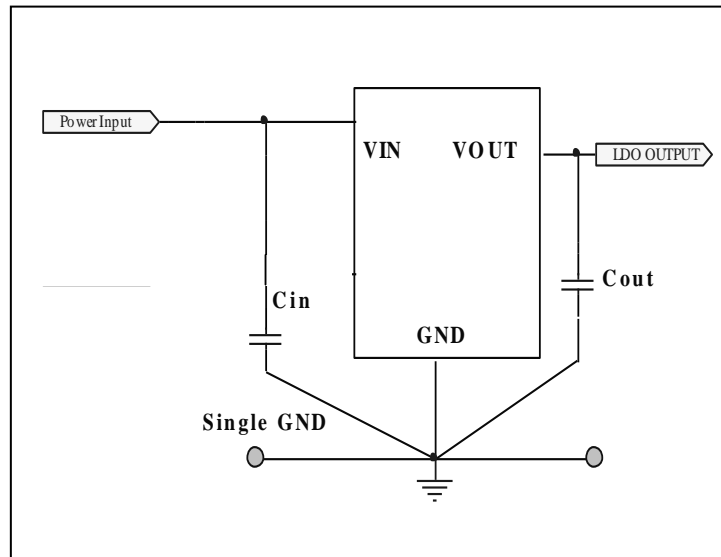 Power Input
VIN
VOUT
LDO OUTPUT
Cin
Cout
GND
Single GND